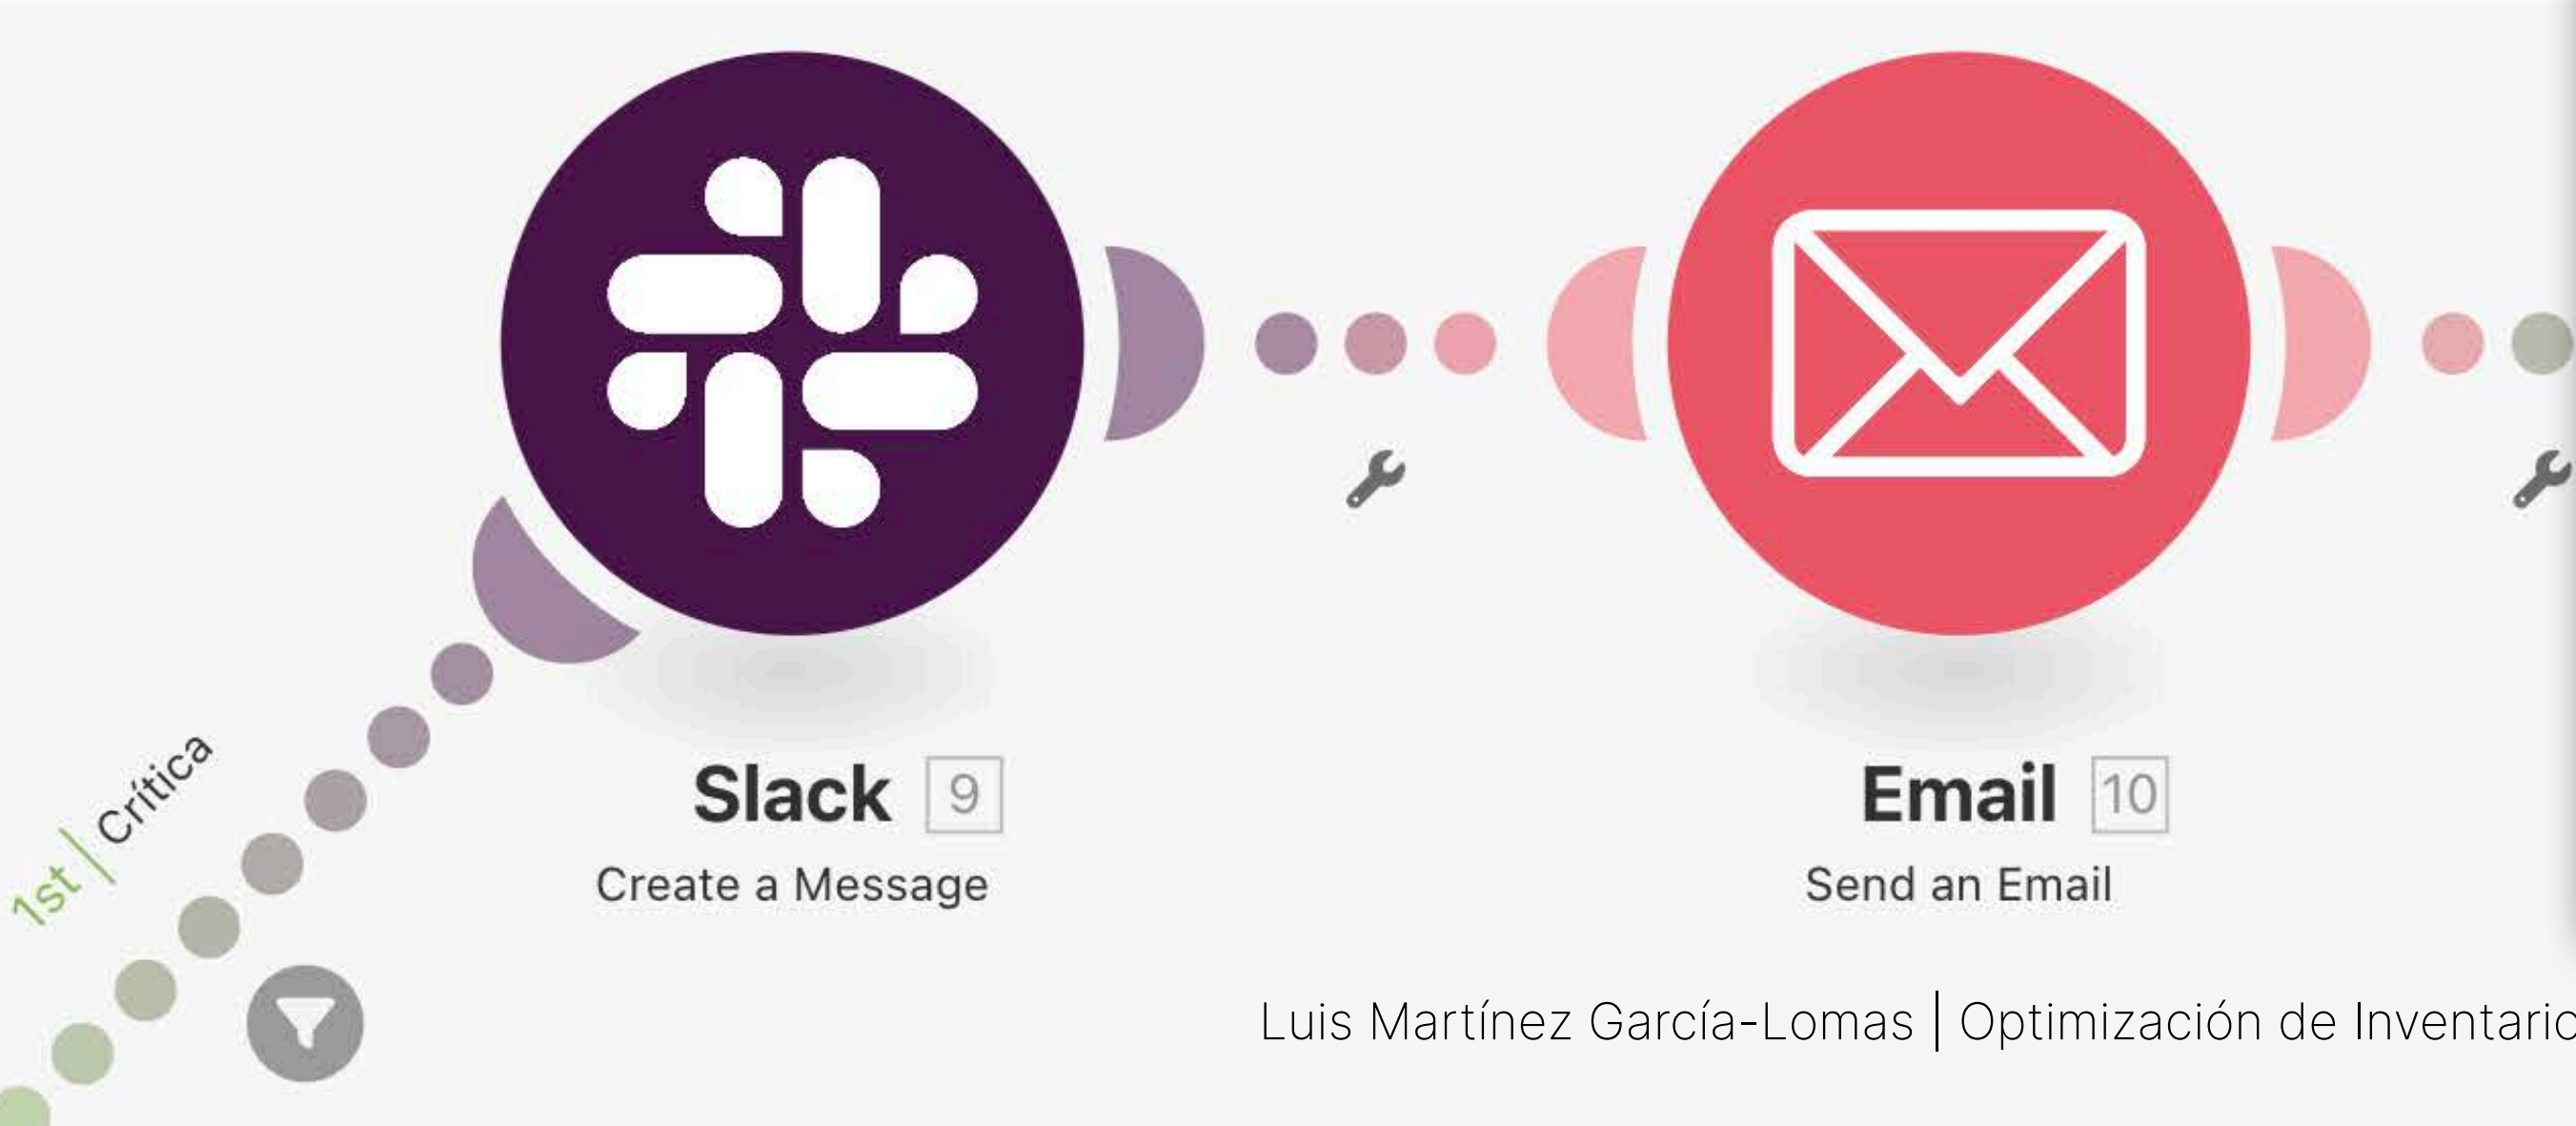 1st | Crítica
Slack 9
Create a Message
Email 10
Send an Email
Luis Martínez García-Lomas | Optimización de Inventario